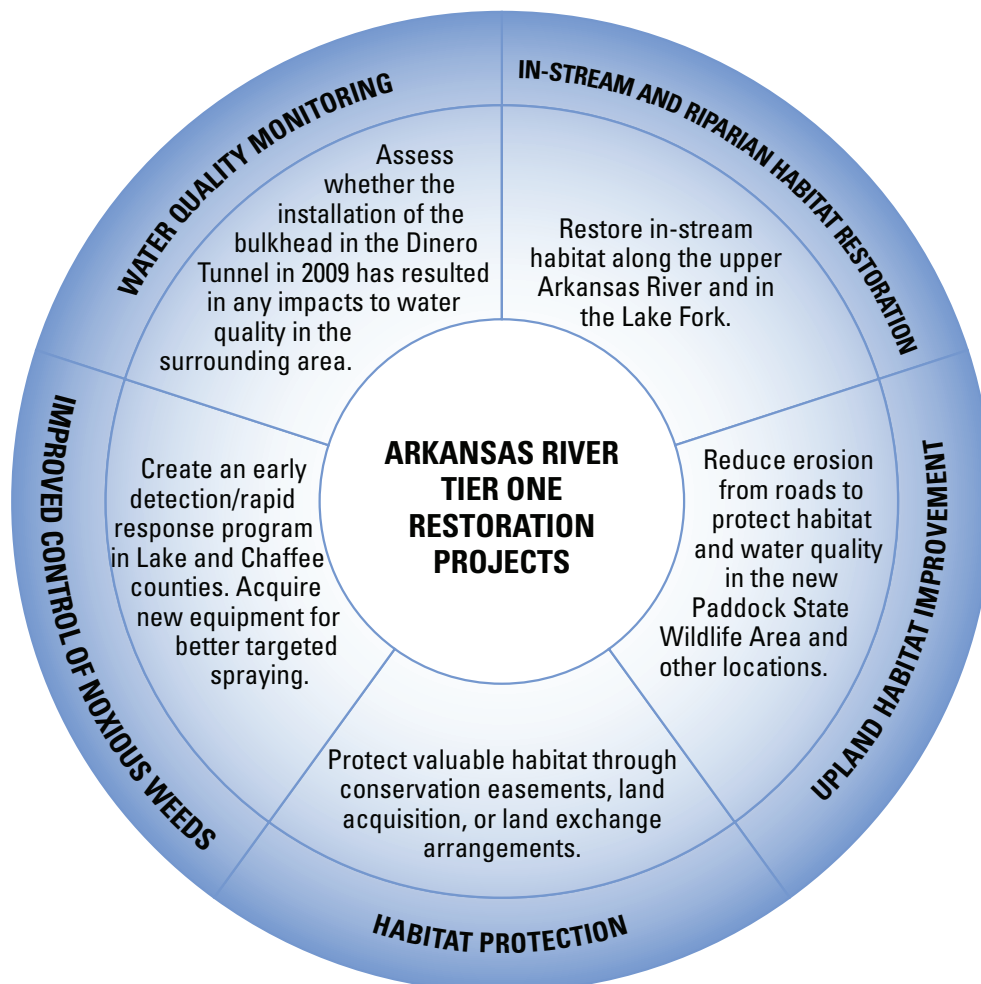 ARKANSAS RIVER
TIER ONE
RESTORATION
PROJECTS
WATER QUALITY MONITORING
Assess
whether the
installation of the
bulkhead in the Dinero
Tunnel in 2009 has resulted
in any impacts to water
quality in the
surrounding area.
IN-STREAM AND RIPARIAN HABITAT RESTORATION
Restore in-stream
habitat along the upper
Arkansas River and in
the Lake Fork.
UPLAND HABITAT IMPROVEMENT
Reduce erosion
from roads to
protect habitat
and water quality
in the new
Paddock State
Wildlife Area and
other locations.
HABITAT PROTECTION
Protect valuable habitat through
conservation easements, land
acquisition, or land exchange
arrangements.
IMPROVED CONTROL OF NOXIOUS WEEDS
Create an early
detection/rapid
response program
in Lake and Chaffee
counties. Acquire
new equipment for
better targeted
spraying.